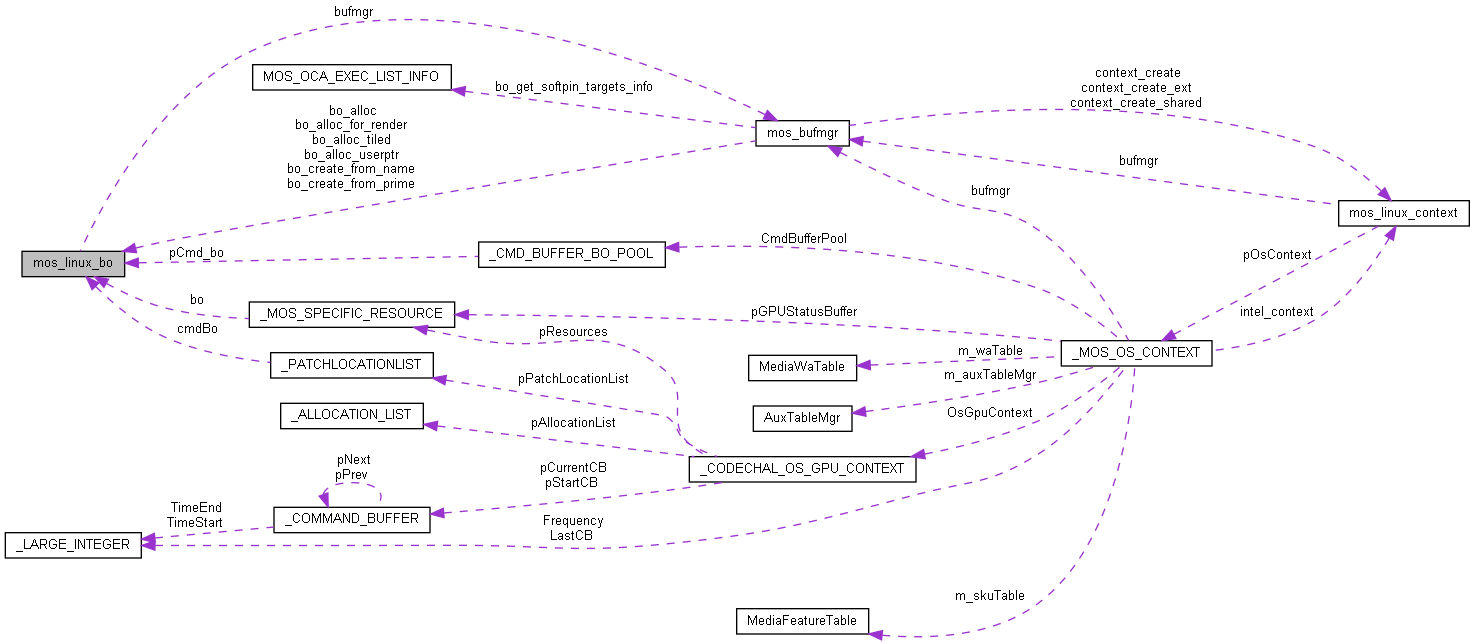 bufmgr
MOS_OCA_EXEC_LIST_INFO
bo_get_softpin_targets_info
context_create
context_create_ext
context_create_shared
bo_alloc
bo_alloc_for_render
bo_alloc_tiled
bo_alloc_userptr
bo_create_from_name
bo_create_from_prime
mos_bufmgr
bufmgr
bufmgr
mos_linux_context
mos_linux_bo
pCmd_bo
_CMD_BUFFER_BO_POOL
CmdBufferPool
pOsContext
bo
_MOS_SPECIFIC_RESOURCE
pGPUStatusBuffer
intel_context
cmdBo
pResources
_MOS_OS_CONTEXT
_PATCHLOCATIONLIST
m_waTable
MediaWaTable
pPatchLocationList
m_auxTableMgr
_ALLOCATION_LIST
pAllocationList
AuxTableMgr
OsGpuContext
pNext
pPrev
pCurrentCB
pStartCB
_CODECHAL_OS_GPU_CONTEXT
TimeEnd
TimeStart
_COMMAND_BUFFER
Frequency
LastCB
_LARGE_INTEGER
m_skuTable
MediaFeatureTable